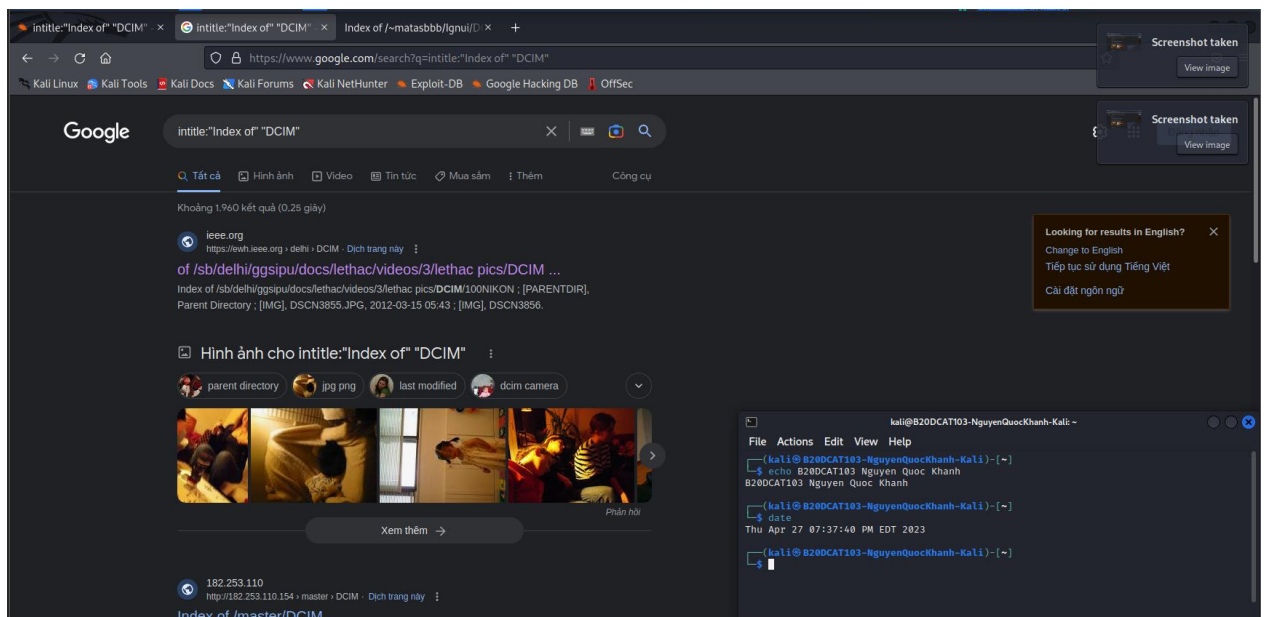 intitle:"Index of" "DCIM" - ×
intitle:"Index of" "DCIM" - ×
Index of /~matasbbb/lgnui/D ×
+
https://www.google.com/search?q=intitle:"Index of" "DCIM"
Kali Linux Kali Tools Kali Docs Kali Forums Kali NetHunter Exploit-DB Google Hacking DB OffSec
Screenshot taken
View image
Screenshot taken
View image
Google
intitle:"Index of" "DCIM"
Tất cả Hình ảnh Video Tin tức Mua sắm Thêm Công cụ
Khoảng 1.960 kết quả (0,25 giây)
ieee.org
https://ewh.ieee.org › delhi › DCIM · Dịch trang này
of /sb/delhi/ggsipu/docs/lethac/videos/3/lethac pics/DCIM ...
Index of /sb/delhi/ggsipu/docs/lethac/videos/3/lethac pics/DCIM/100NIKON ; [PARENTDIR],
Parent Directory ; [IMG], DSCN3855.JPG, 2012-03-15 05:43 ; [IMG], DSCN3856.
Hình ảnh cho intitle:"Index of" "DCIM"
parent directory
jpg png
last modified
dcim camera
Phản hồi
Xem thêm →
182.253.110
http://182.253.110.154 › master › DCIM · Dịch trang này
Index of /master/DCIM
Looking for results in English? ×
Change to English
Tiếp tục sử dụng Tiếng Việt
Cài đặt ngôn ngữ
kali@B20DCAT103-NguyenQuocKhanh-Kali: ~
File Actions Edit View Help
(kali㉿B20DCAT103-NguyenQuocKhanh-Kali)-[~]
$ echo B20DCAT103 Nguyen Quoc Khanh
B20DCAT103 Nguyen Quoc Khanh
(kali㉿B20DCAT103-NguyenQuocKhanh-Kali)-[~]
$ date
Thu Apr 27 07:37:40 PM EDT 2023
(kali㉿B20DCAT103-NguyenQuocKhanh-Kali)-[~]
$